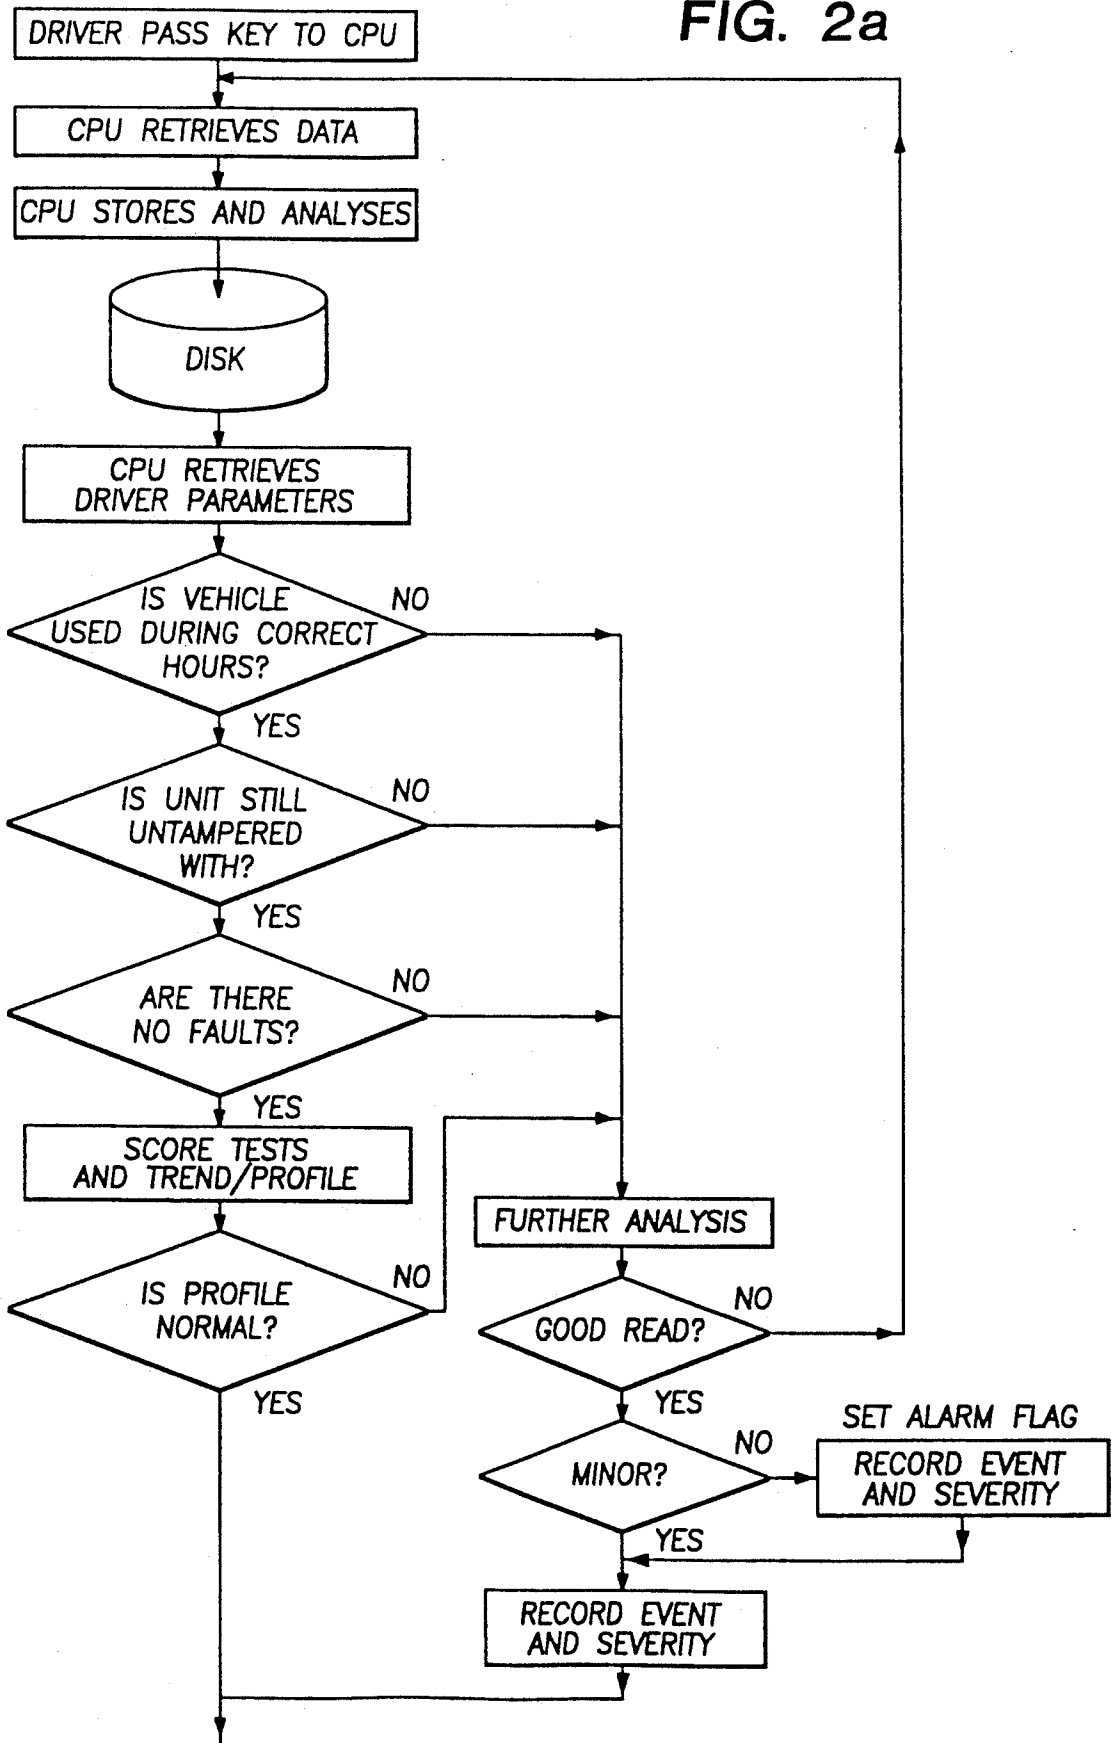 FIG. 2a
DRIVER PASS KEY TO CPU
CPU RETRIEVES DATA
CPU STORES AND ANALYSES
DISK
CPU RETRIEVES
DRIVER PARAMETERS
IS VEHICLE
USED DURING CORRECT
HOURS?
NO
YES
IS UNIT STILL
UNTAMPERED
WITH?
NO
YES
ARE THERE
NO FAULTS?
NO
YES
SCORE TESTS
AND TREND/PROFILE
IS PROFILE
NORMAL?
NO
YES
FURTHER ANALYSIS
GOOD READ?
NO
YES
MINOR?
NO
SET ALARM FLAG
RECORD EVENT
AND SEVERITY
YES
RECORD EVENT
AND SEVERITY